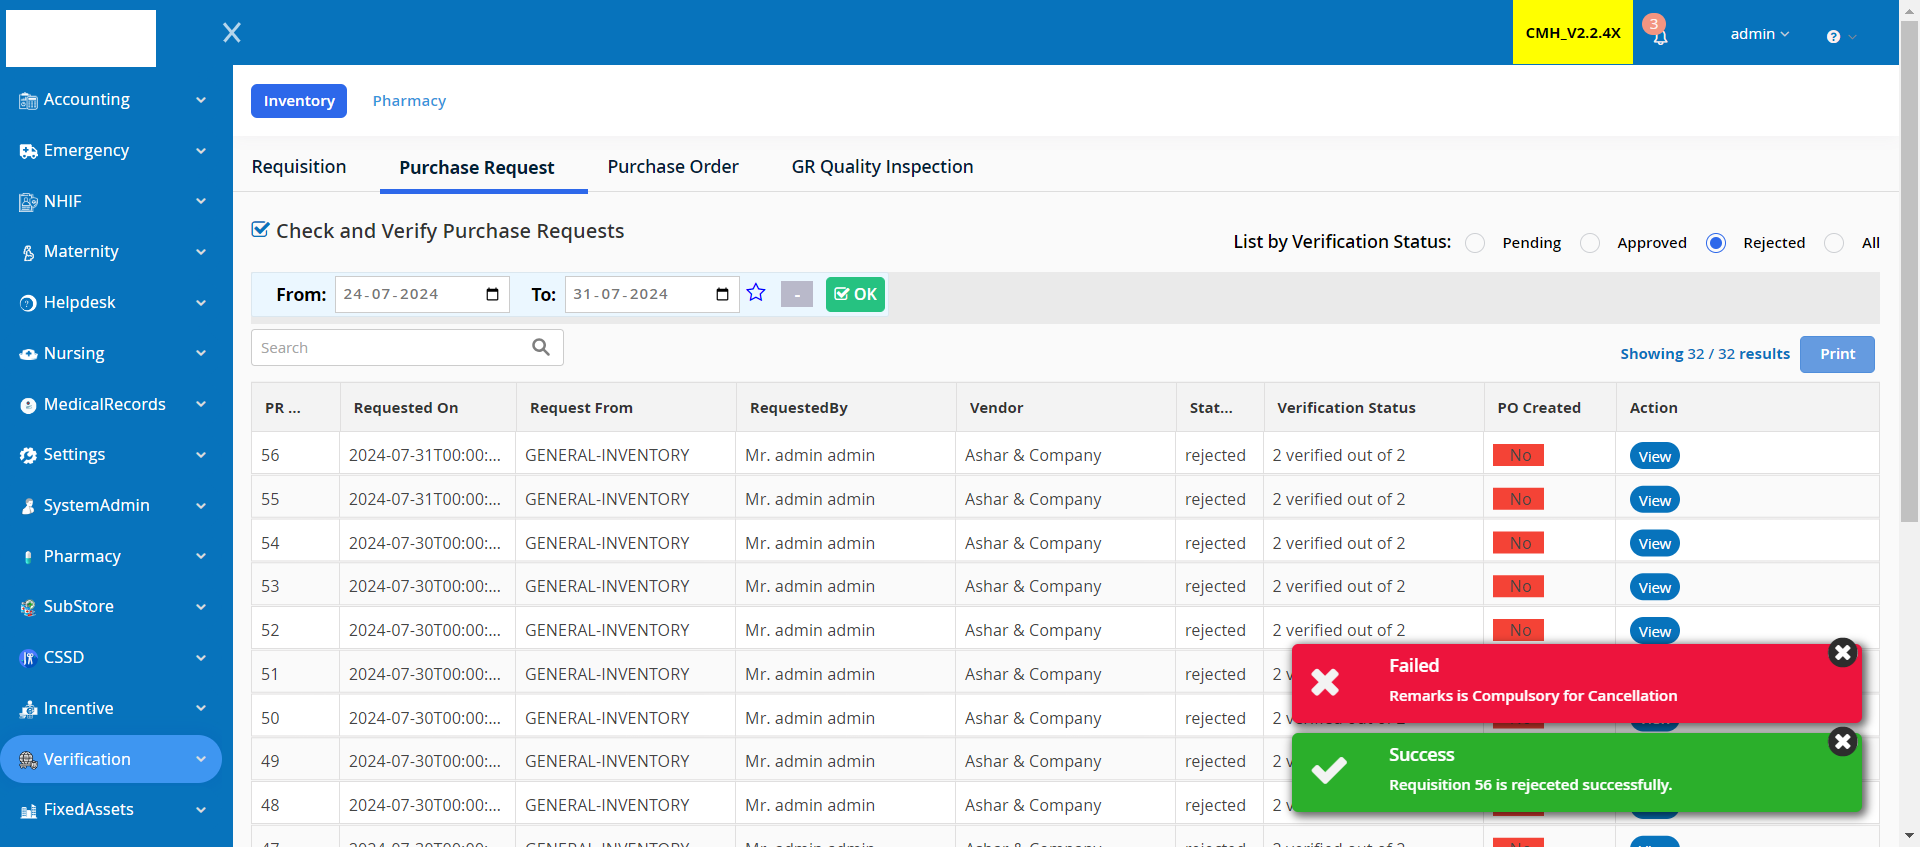 CMH_V2.2.4X
3
admin
?
Accounting
Emergency
NHIF
Maternity
Helpdesk
Nursing
MedicalRecords
Settings
SystemAdmin
Pharmacy
SubStore
CSSD
Incentive
Verification
FixedAssets
Inventory Pharmacy
Requisition Purchase Request Purchase Order GR Quality Inspection
Check and Verify Purchase Requests
List by Verification Status: Pending Approved Rejected All
From: 24-07-2024 To: 31-07-2024 - OK
Search
Showing 32 / 32 results Print
PR ... Requested On Request From RequestedBy Vendor Stat... Verification Status PO Created Action
56 2024-07-31T00:00:... GENERAL-INVENTORY Mr. admin admin Ashar & Company rejected 2 verified out of 2 No View
55 2024-07-31T00:00:... GENERAL-INVENTORY Mr. admin admin Ashar & Company rejected 2 verified out of 2 No View
54 2024-07-30T00:00:... GENERAL-INVENTORY Mr. admin admin Ashar & Company rejected 2 verified out of 2 No View
53 2024-07-30T00:00:... GENERAL-INVENTORY Mr. admin admin Ashar & Company rejected 2 verified out of 2 No View
52 2024-07-30T00:00:... GENERAL-INVENTORY Mr. admin admin Ashar & Company rejected 2 verified out of 2 No View
51 2024-07-30T00:00:... GENERAL-INVENTORY Mr. admin admin Ashar & Company rejected 2
50 2024-07-30T00:00:... GENERAL-INVENTORY Mr. admin admin Ashar & Company rejected 2
49 2024-07-30T00:00:... GENERAL-INVENTORY Mr. admin admin Ashar & Company rejected 2
48 2024-07-30T00:00:... GENERAL-INVENTORY Mr. admin admin Ashar & Company rejected 2
Failed
Remarks is Compulsory for Cancellation
Success
Requisition 56 is rejeceted successfully.